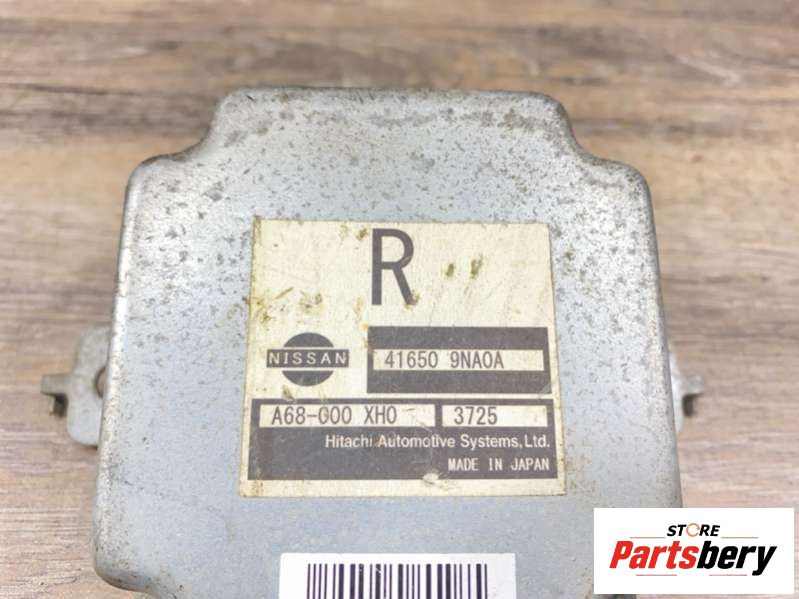 R
NISSAN 41650 9NA0A
A68-000 XH0 3725
Hitachi Automotive Systems, Ltd.
MADE IN JAPAN
STORE
Partsbery